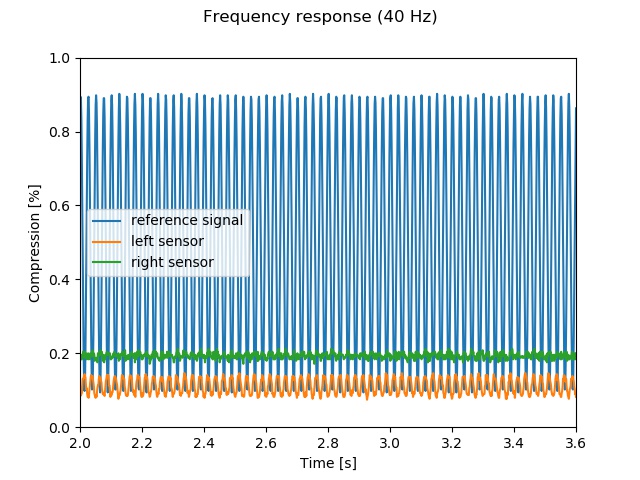 Frequency response (40 Hz)
1.0
0.8
0.6
0.4
0.2
0.0
Compression [%]
reference signal
left sensor
right sensor
2.0 2.2 2.4 2.6 2.8 3.0 3.2 3.4 3.6
Time [s]